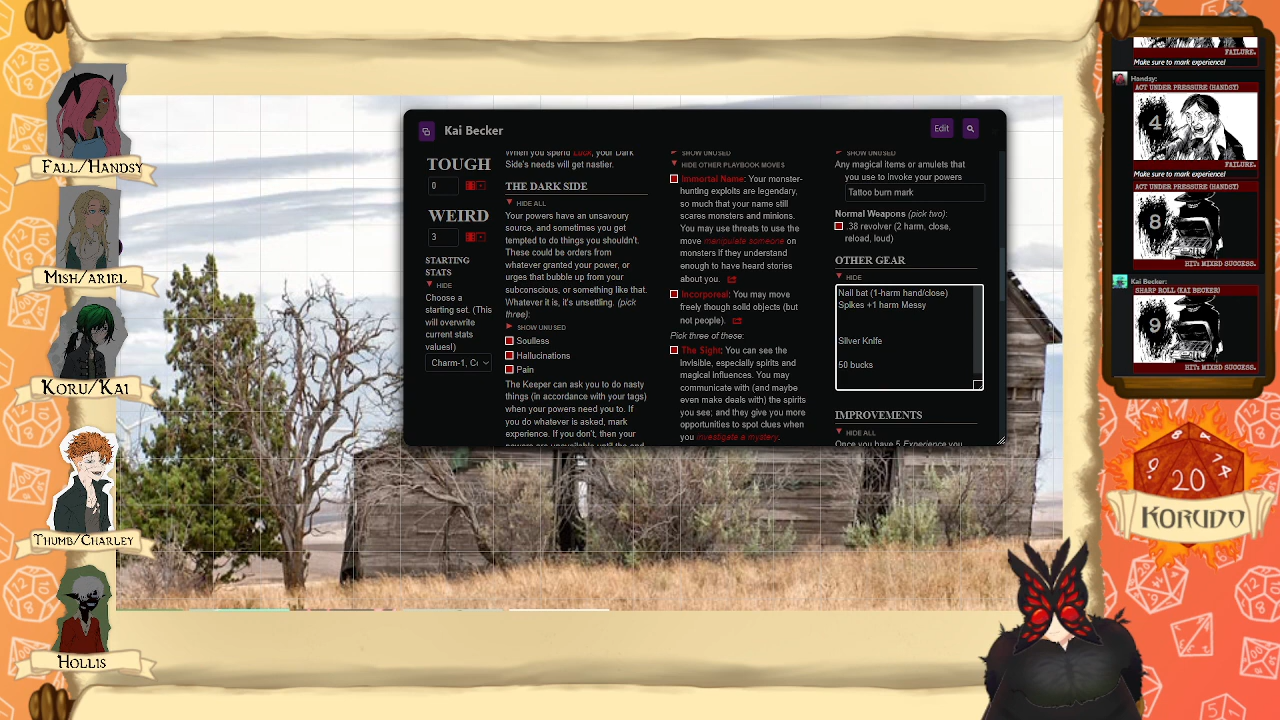 Fall/Handsy
Mish/ariel
Koru/Kai
Thumb/Charley
Hollis
Kai Becker
Edit
TOUGH
0
WEIRD
3
STARTING
STATS
HIDE
Choose a
starting set. (This
will overwrite
current stats
values!)
Charm-1, C
When you spend Luck, your Dark
Side's needs will get nastier.
THE DARK SIDE
HIDE ALL
Your powers have an unsavoury
source, and sometimes you get
tempted to do things you shouldn't.
These could be orders from
whatever granted your power, or
urges that bubble up from your
subconscious, or something like that.
Whatever it is, it's unsettling. (pick
three):
SHOW UNUSED
Soulless
Hallucinations
Pain
The Keeper can ask you to do nasty
things (in accordance with your tags)
when your powers need you to. If
you do whatever is asked, mark
experience. If you don't, then your
powers are unavailable until the end
SHOW UNUSED
HIDE OTHER PLAYBOOK MOVES
Immortal Name: Your monster-
hunting exploits are legendary,
so much that your name still
scares monsters and minions.
You may use threats to use the
move manipulate someone on
monsters if they understand
enough to have heard stories
about you.
Incorporeal: You may move
freely though solid objects (but
not people).
Pick three of these:
The Sight: You can see the
invisible, especially spirits and
magical influences. You may
communicate with (and maybe
even make deals with) the spirits
you see; and they give you more
opportunities to spot clues when
you investigate a mystery.
SHOW UNUSED
Any magical items or amulets that
you use to invoke your powers
Tattoo burn mark
Normal Weapons (pick two):
.38 revolver (2 harm, close,
reload, loud)
OTHER GEAR
HIDE
Nail bat (1-harm hand/close)
Spikes +1 harm Messy
Silver Knife
50 bucks
IMPROVEMENTS
HIDE ALL
Once you have 5 Experience you
FAILURE.
Make sure to mark experience!
Handsy:
ACT UNDER PRESSURE (HANDSY)
4
FAILURE.
Make sure to mark experience!
ACT UNDER PRESSURE (HANDSY)
8
HIT: MIXED SUCCESS.
Kai Becker:
SHARP ROLL (KAI BECKER)
9
HIT: MIXED SUCCESS.
20
KORUDO